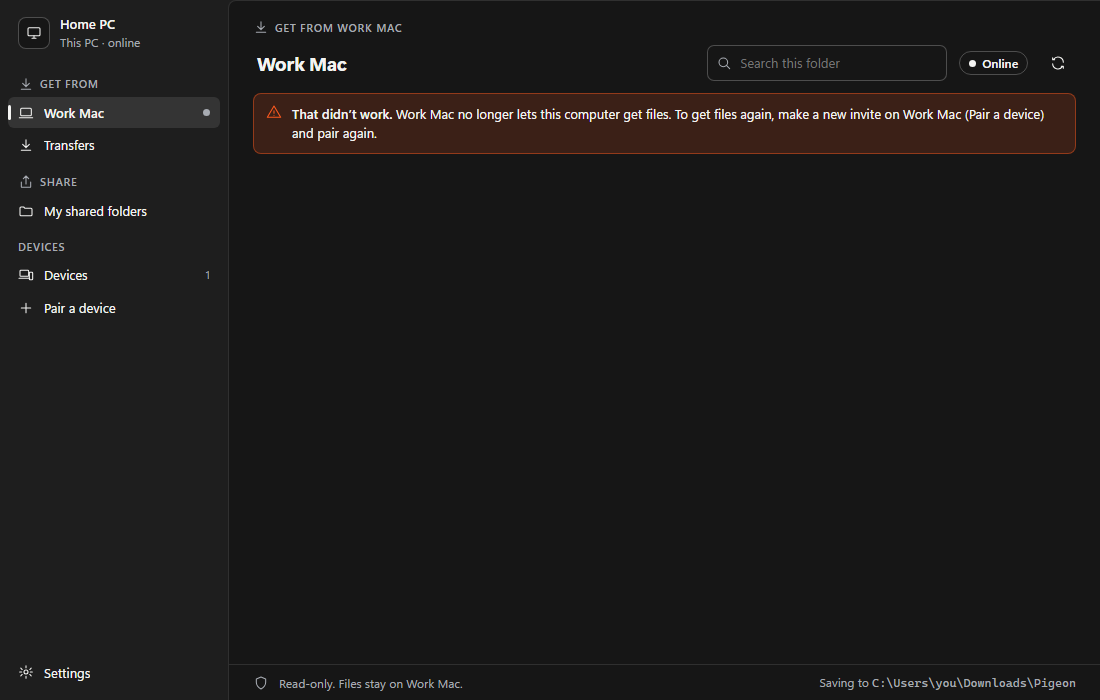 Home PC
This PC · online
GET FROM
Work Mac
Transfers
SHARE
My shared folders
DEVICES
Devices 1
Pair a device
Settings
GET FROM WORK MAC
Work Mac
Search this folder
Online
That didn’t work. Work Mac no longer lets this computer get files. To get files again, make a new invite on Work Mac (Pair a device)
and pair again.
Read-only. Files stay on Work Mac.
Saving to C:\Users\you\Downloads\Pigeon